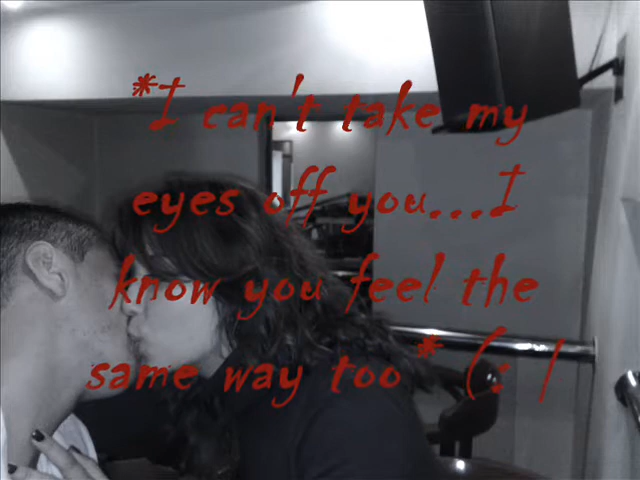 *I can't take my
eyes off you...I
know you feel the
same way too* (: /